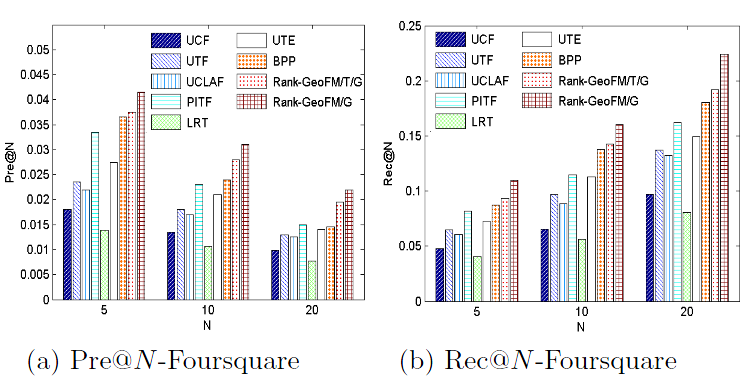 0.05
0.045
0.04
0.035
0.03
0.025
0.02
0.015
0.01
0.005
0
Pre@N
UCF
UTF
UCLAF
PITF
LRT
UTE
BPP
Rank-GeoFM/T/G
Rank-GeoFM/G
5
10
20
N
(a) Pre@N-Foursquare
0.25
0.2
0.15
0.1
0.05
0
Rec@N
UCF
UTF
UCLAF
PITF
LRT
UTE
BPP
Rank-GeoFM/T/G
Rank-GeoFM/G
5
10
20
N
(b) Rec@N-Foursquare